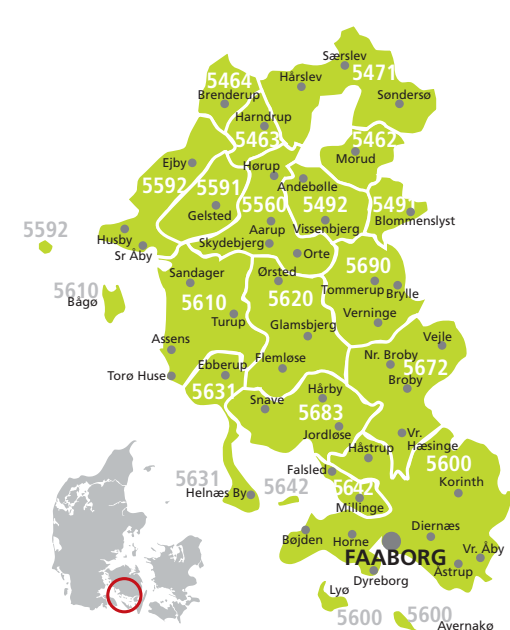 Særslev
5464
Hårslev
5471
Brenderup
Søndersø
Harndrup
5463
5462
Morud
Ejby
Hørup
Andebølle
5592
5591
5560
5492
5491
Gelsted
Blommenslyst
Aarup
Vissenbjerg
5592
Husby
Skydebjerg
Sr Åby
Orte
5690
Sandager
Ørsted
5610
Bågø
Tommerup
Brylle
5610
5620
Turup
Glamsbjerg
Verninge
Vejle
Assens
Nr. Broby
Flemløse
5672
Ebberup
Torø Huse
Broby
5631
Snave
Hårby
5683
Jordløse
Vr.
Hæsinge
Håstrup
5600
Falsled
5631
5642
5642
Korinth
Helnæs By
Millinge
Diernæs
Bøjden
Horne
Vr. Åby
FAABORG
Astrup
Dyreborg
Lyø
5600
5600
Avernakø